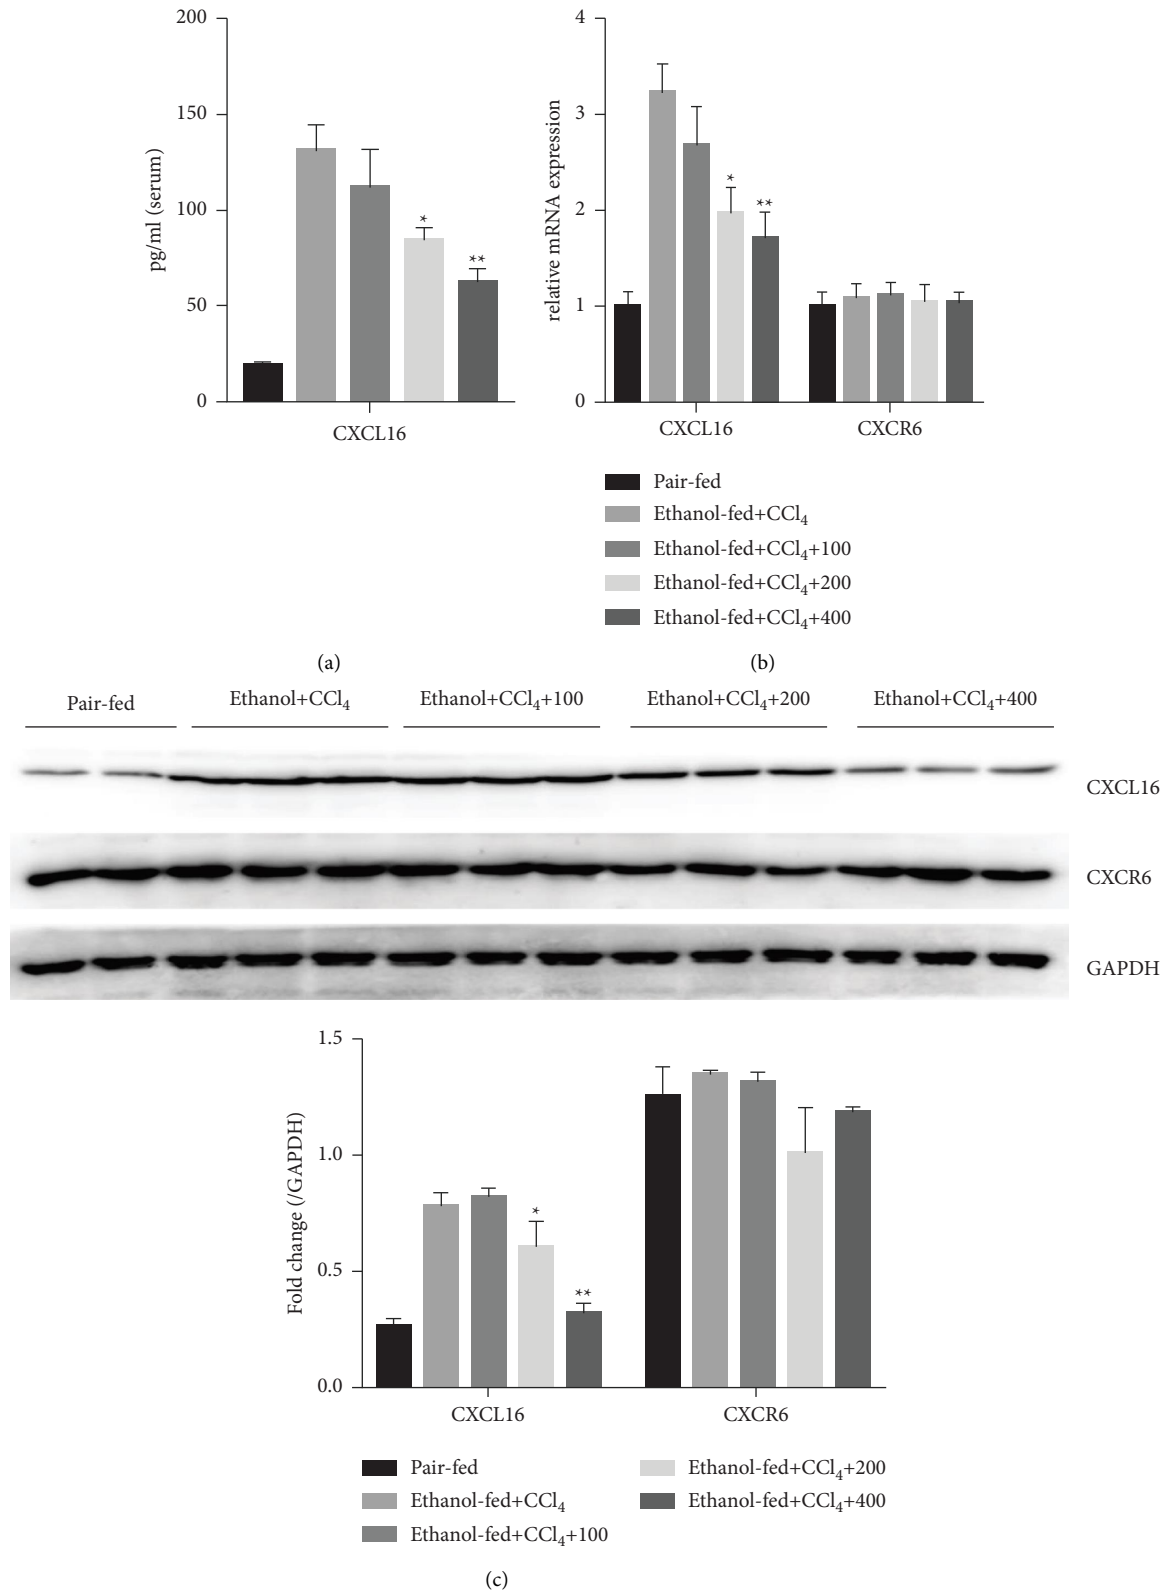 200
150
100
50
0
pg/ml (serum)
*
**
CXCL16
4
3
2
1
0
relative mRNA expression
*
**
CXCL16 CXCR6
Pair-fed
Ethanol-fed+CCl4
Ethanol-fed+CCl4+100
Ethanol-fed+CCl4+200
Ethanol-fed+CCl4+400
(a) (b)
Pair-fed Ethanol+CCl4 Ethanol+CCl4+100 Ethanol+CCl4+200 Ethanol+CCl4+400
CXCL16
CXCR6
GAPDH
1.5
1.0
0.5
0.0
Fold change (/GAPDH)
*
**
CXCL16 CXCR6
Pair-fed
Ethanol-fed+CCl4
Ethanol-fed+CCl4+100
Ethanol-fed+CCl4+200
Ethanol-fed+CCl4+400
(c)